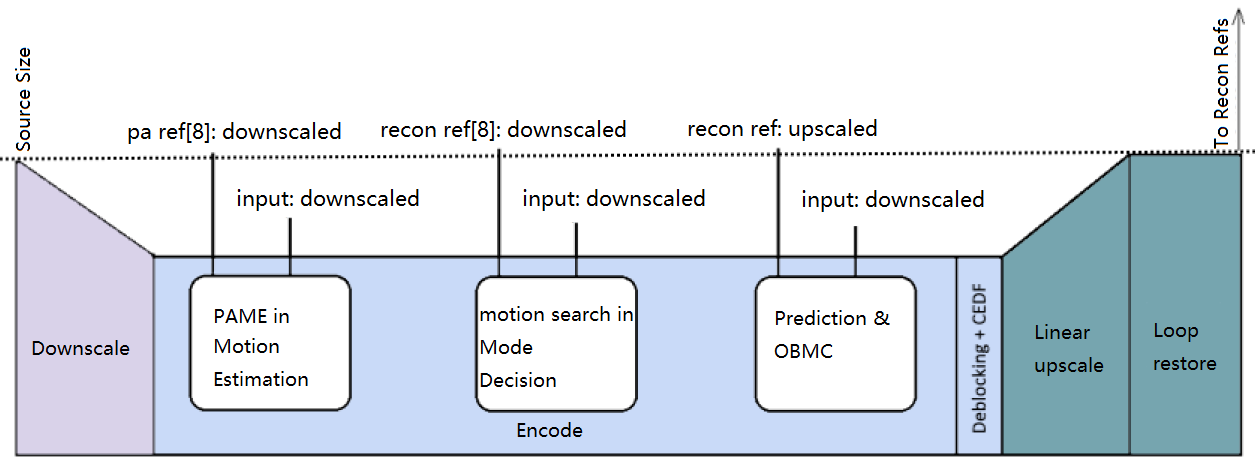 Source Size
To Recon Refs
pa ref[8]: downscaled
recon ref[8]: downscaled
recon ref: upscaled
input: downscaled
input: downscaled
input: downscaled
Downscale
PAME in
Motion
Estimation
motion search in
Mode
Decision
Prediction &
OBMC
Encode
Deblocking + CEDF
Linear
upscale
Loop
restore